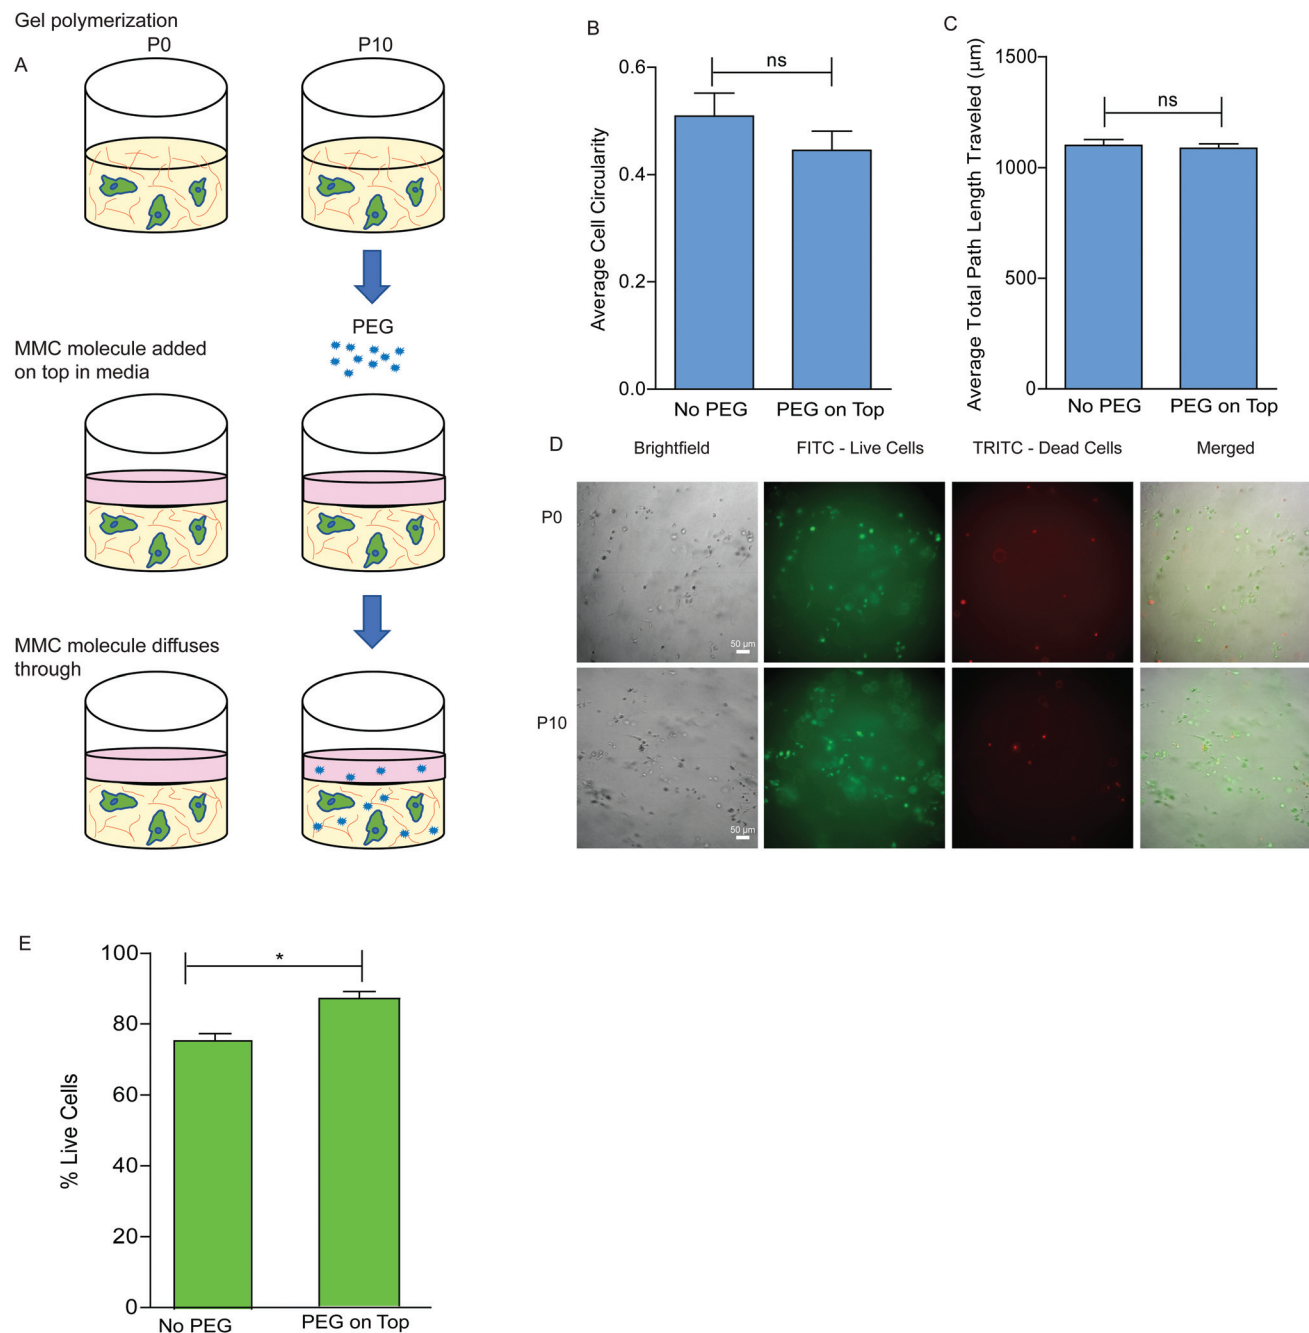 Gel polymerization
P0
P10
A
PEG
MMC molecule added
on top in media
MMC molecule diffuses
through
B
0.6
0.4
0.2
0.0
Average Cell Circularity
ns
No PEG
PEG on Top
C
1500
1000
500
0
Average Total Path Length Traveled (μm)
ns
No PEG
PEG on Top
D
Brightfield
FITC - Live Cells
TRITC - Dead Cells
Merged
P0
50 μm
P10
50 μm
E
100
80
60
40
20
0
% Live Cells
*
No PEG
PEG on Top